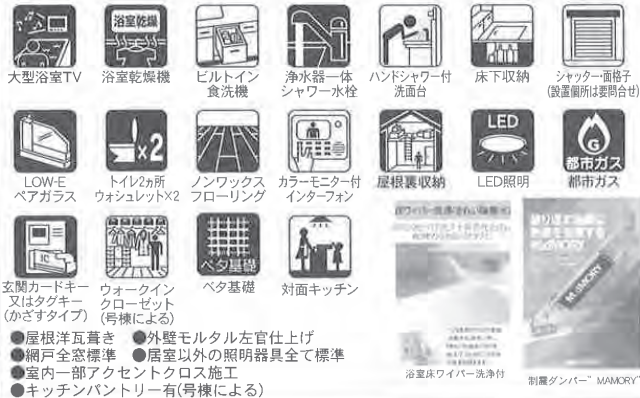 浴室乾燥
大型浴室TV
浴室乾燥機
ビルトイン
食洗機
浄水器一体
シャワー水栓
ハンドシャワー付
洗面台
床下収納
シャッター・面格子
(設置個所は要問合せ)
×2
LED
G
都市ガス
LOW-E
ペアガラス
トイレ2ヵ所
ウォシュレット×2
ノンワックス
フローリング
カラーモニター付
インターフォン
屋根裏収納
LED照明
都市ガス
IC
ベタ基礎
玄関カードキー
又はタグキー
(かざすタイプ)
ウォークイン
クローゼット
(号棟による)
ベタ基礎
対面キッチン
MAMORY
浴室床ワイパー洗浄付
制震ダンパー"MAMORY"
●屋根洋瓦葺き ●外壁モルタル左官仕上げ
●網戸全窓標準 ●居室以外の照明器具全て標準
●室内一部アクセントクロス施工
●キッチンパントリー有(号棟による)